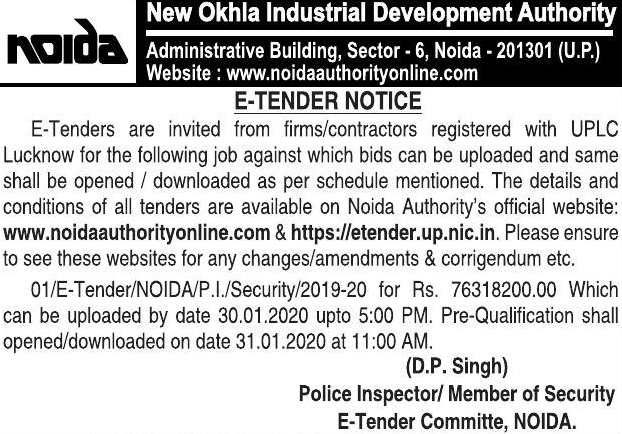 noida
New Okhla Industrial Development Authority
Administrative Building, Sector - 6, Noida - 201301 (U.P.)
Website : www.noidaauthorityonline.com
E-TENDER NOTICE
E-Tenders are invited from firms/contractors registered with UPLC
Lucknow for the following job against which bids can be uploaded and same
shall be opened / downloaded as per schedule mentioned. The details and
conditions of all tenders are available on Noida Authority's official website:
www.noidaauthorityonline.com & https://etender.up.nic.in. Please ensure
to see these websites for any changes/amendments & corrigendum etc.
01/E-Tender/NOIDA/P.I./Security/2019-20 for Rs. 76318200.00 Which
can be uploaded by date 30.01.2020 upto 5:00 PM. Pre-Qualification shall
opened/downloaded on date 31.01.2020 at 11:00 AM.
(D.P. Singh)
Police Inspector/ Member of Security
E-Tender Committe, NOIDA.